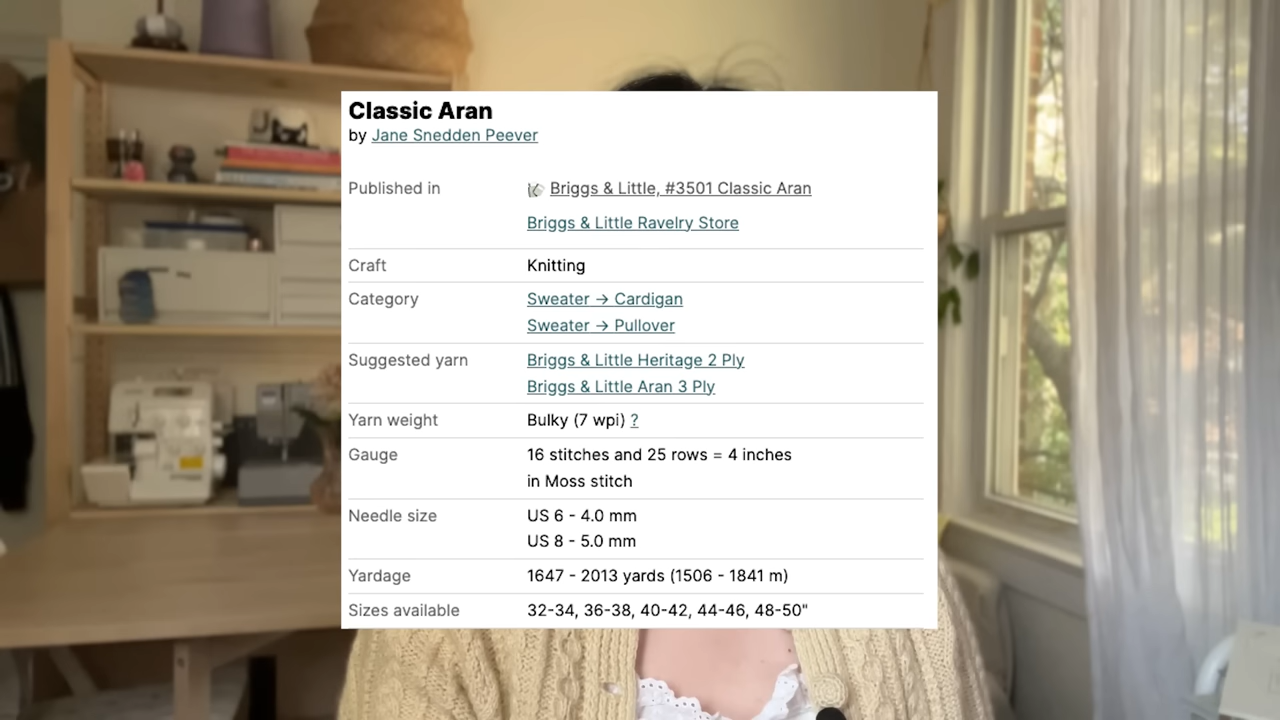 Classic Aran
by Jane Snedden Peever
Published in
Briggs & Little, #3501 Classic Aran
Briggs & Little Ravelry Store
Craft
Knitting
Category
Sweater → Cardigan
Sweater → Pullover
Suggested yarn
Briggs & Little Heritage 2 Ply
Briggs & Little Aran 3 Ply
Yarn weight
Bulky (7 wpi) ?
Gauge
16 stitches and 25 rows = 4 inches
in Moss stitch
Needle size
US 6 - 4.0 mm
US 8 - 5.0 mm
Yardage
1647 - 2013 yards (1506 - 1841 m)
Sizes available
32-34, 36-38, 40-42, 44-46, 48-50"